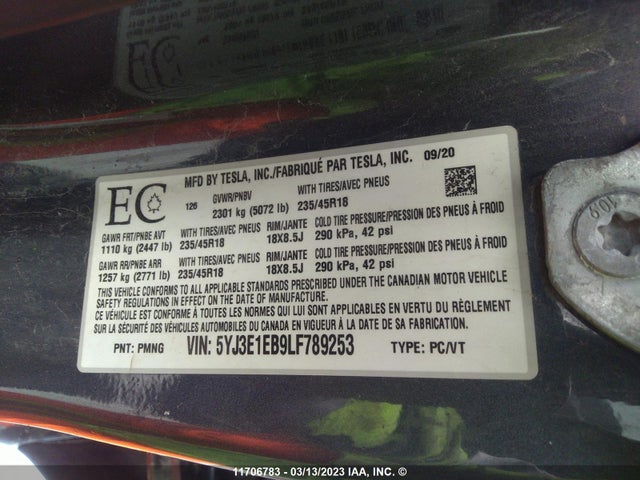 EC
MFD BY TESLA, INC./FABRIQUÉ PAR TESLA, INC. 09/20
126 GVWR/PNBV WITH TIRES/AVEC PNEUS
2301 kg (5072 lb) 235/45R18
GAWR FRT/PNBE AVT WITH TIRES/AVEC PNEUS RIM/JANTE COLD TIRE PRESSURE/PRESSION DES PNEUS À FROID
1110 kg (2447 lb) 235/45R18 18X8.5J 290 kPa, 42 psi
GAWR RR/PNBE ARR WITH TIRES/AVEC PNEUS RIM/JANTE COLD TIRE PRESSURE/PRESSION DES PNEUS À FROID
1257 kg (2771 lb) 235/45R18 18X8.5J 290 kPa, 42 psi
THIS VEHICLE CONFORMS TO ALL APPLICABLE STANDARDS PRESCRIBED UNDER THE CANADIAN MOTOR VEHICLE
SAFETY REGULATIONS IN EFFECT ON THE DATE OF MANUFACTURE.
CE VÉHICULE EST CONFORME À TOUTES LES NORMES QUI LUI SONT APPLICABLES EN VERTU DU RÈGLEMENT
SUR LA SÉCURITÉ DES VÉHICULES AUTOMOBILES DU CANADA EN VIGUEUR À LA DATE DE SA FABRICATION.
PNT: PMNG VIN: 5YJ3E1EB9LF789253 TYPE: PC/VT
11706783 - 03/13/2023 IAA, INC. ©